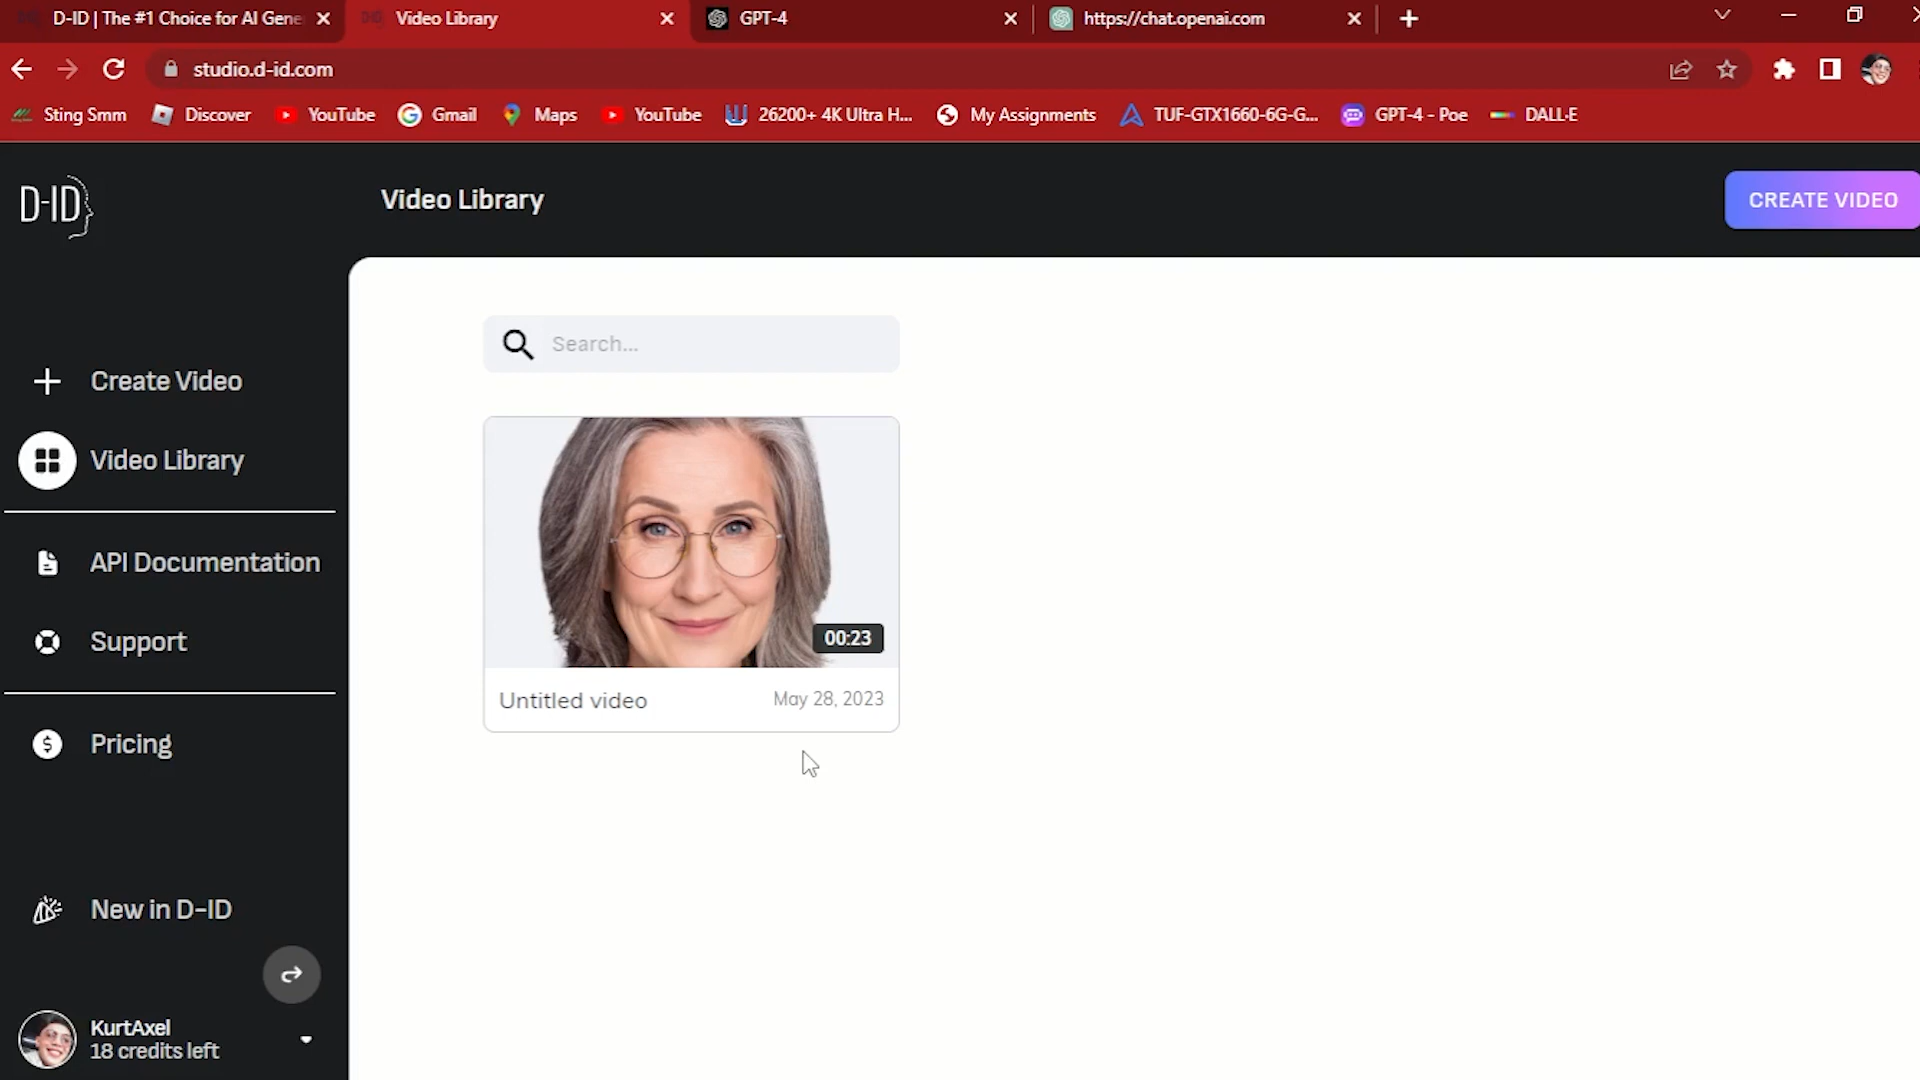 D-ID | The #1 Choice for AI Gene
Video Library
GPT-4
https://chat.openai.com
studio.d-id.com
Sting Smm
Discover
YouTube
Gmail
Maps
YouTube
26200+ 4K Ultra H...
My Assignments
TUF-GTX1660-6G-G...
GPT-4 - Poe
DALL·E
D-ID
Video Library
CREATE VIDEO
Search...
Create Video
Video Library
API Documentation
Support
Pricing
New in D-ID
KurtAxel
18 credits left
00:23
Untitled video
May 28, 2023